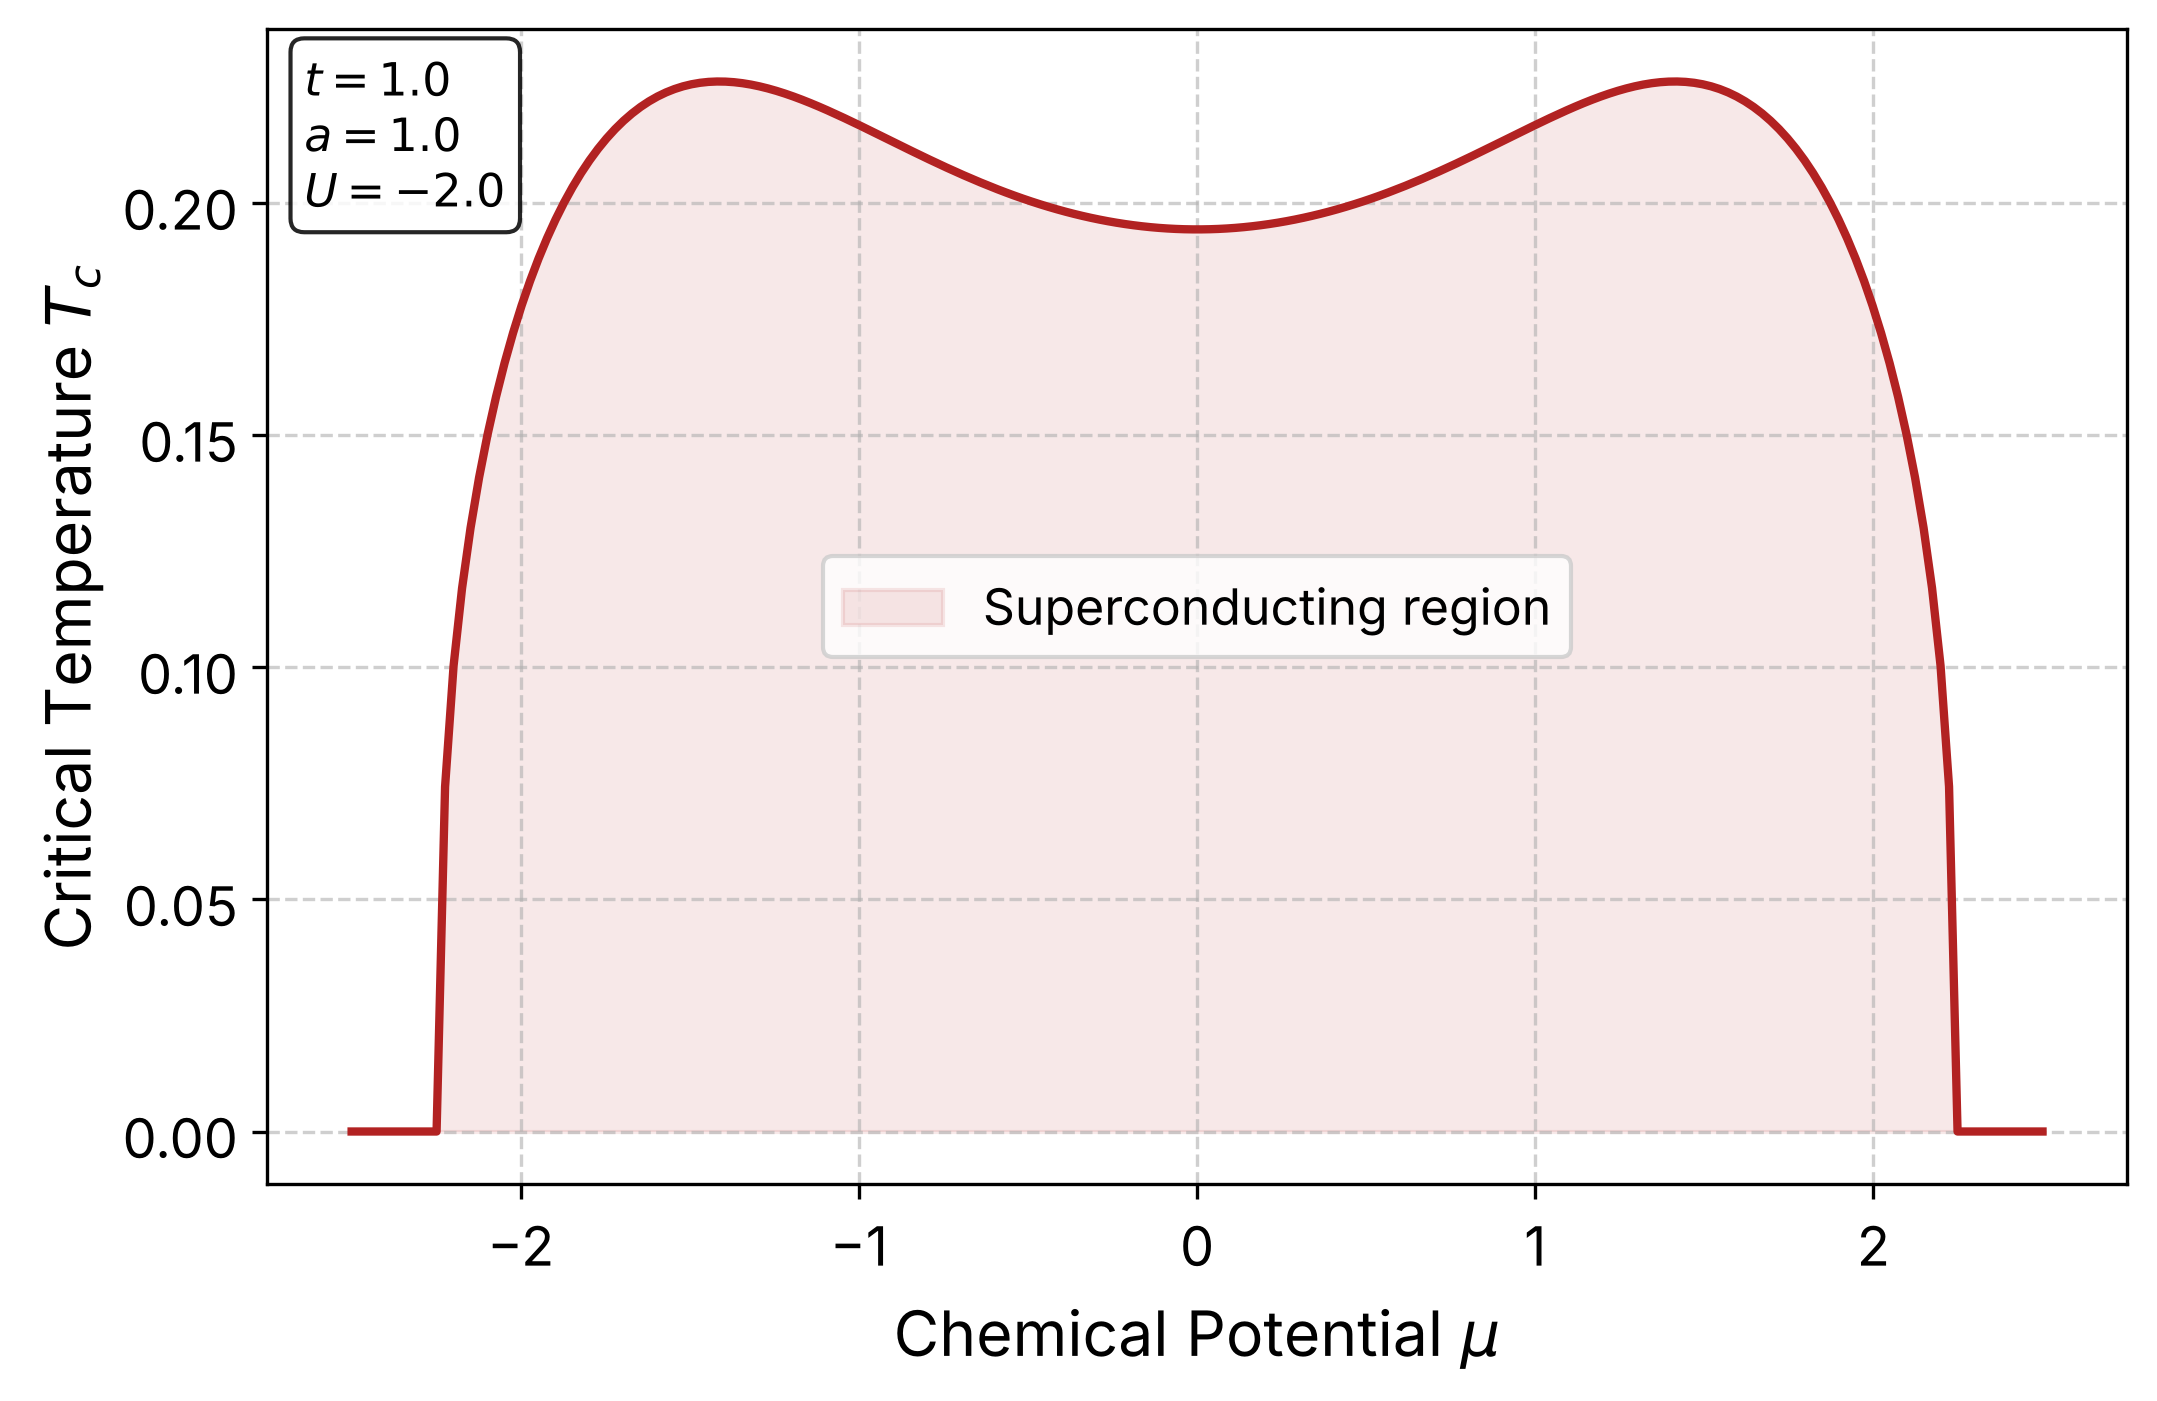 t = 1.0
a = 1.0
U = −2.0
0.20
0.15
0.10
0.05
0.00
Critical Temperature T_c
Superconducting region
−2 −1 0 1 2
Chemical Potential μ